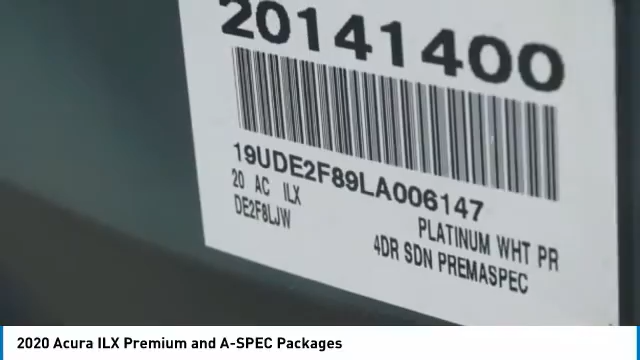 20141400
19UDE2F89LA006147
20 AC ILX
PLATINUM WHT PR
DE2F8LJW
4DR SDN PREMASPEC
2020 Acura ILX Premium and A-SPEC Packages